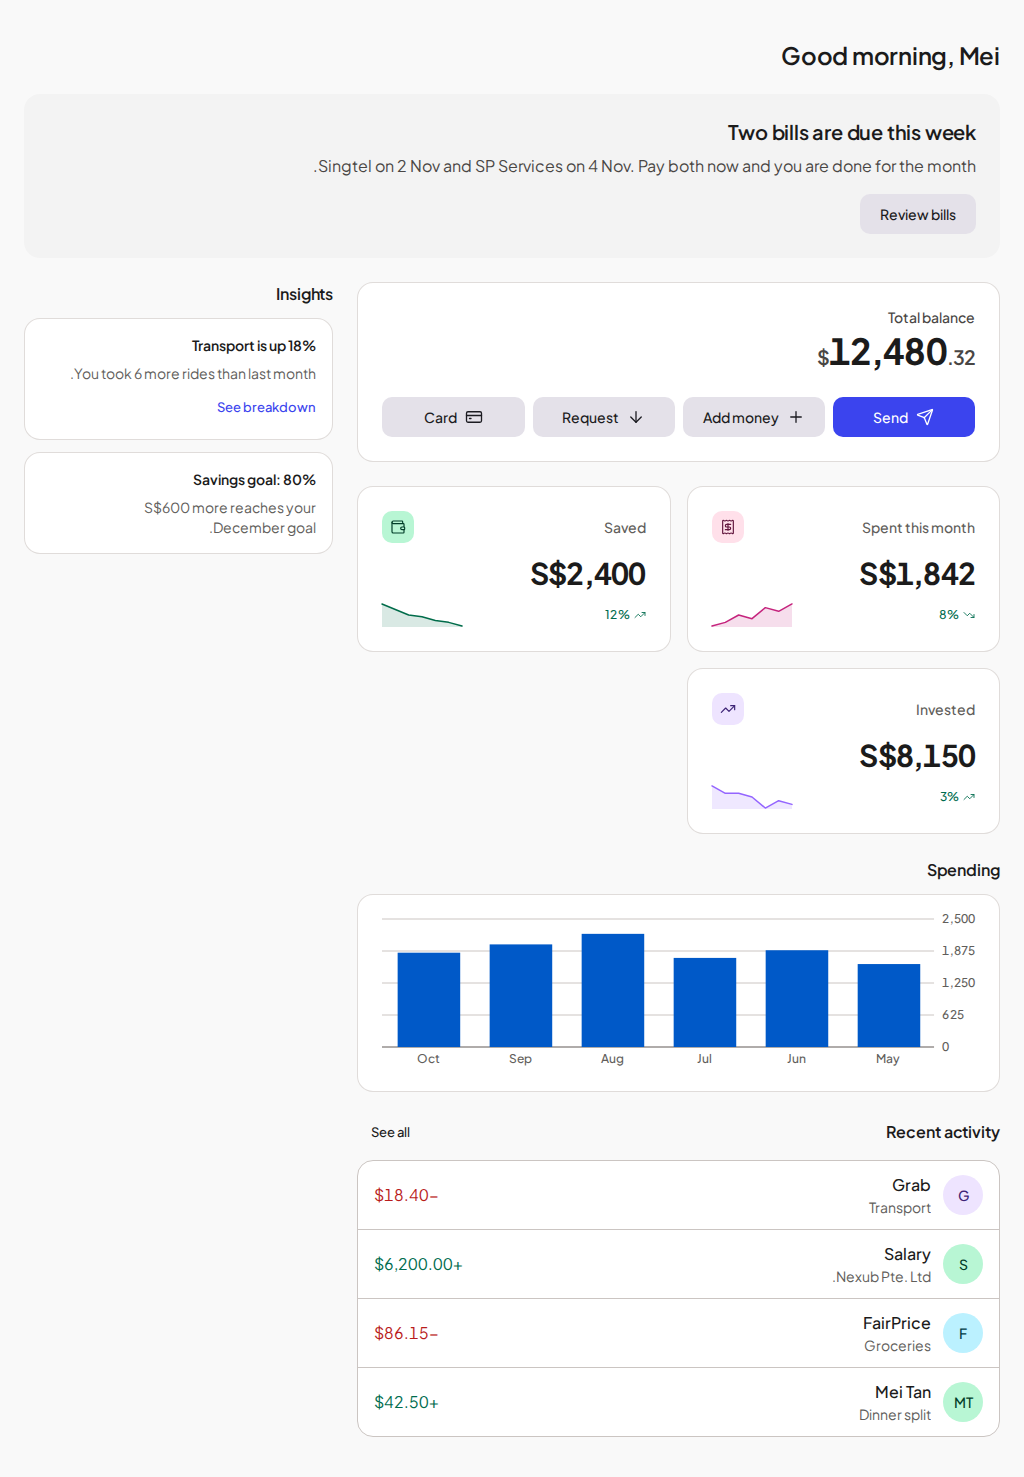 Good morning, Mei
Two bills are due this week
.Singtel on 2 Nov and SP Services on 4 Nov. Pay both now and you are done for the month
Review bills
Total balance
$12,480.32
Send
Add money
Request
Card
Spent this month
S$1,842
8%
Saved
S$2,400
12%
Invested
S$8,150
3%
Spending
2,500
1,875
1,250
625
0
Oct Sep Aug Jul Jun May
Recent activity
See all
G
Grab
Transport
$18.40−
S
Salary
.Nexub Pte. Ltd
$6,200.00+
F
FairPrice
Groceries
$86.15−
MT
Mei Tan
Dinner split
$42.50+
Insights
Transport is up 18%
.You took 6 more rides than last month
See breakdown
Savings goal: 80%
S$600 more reaches your
.December goal